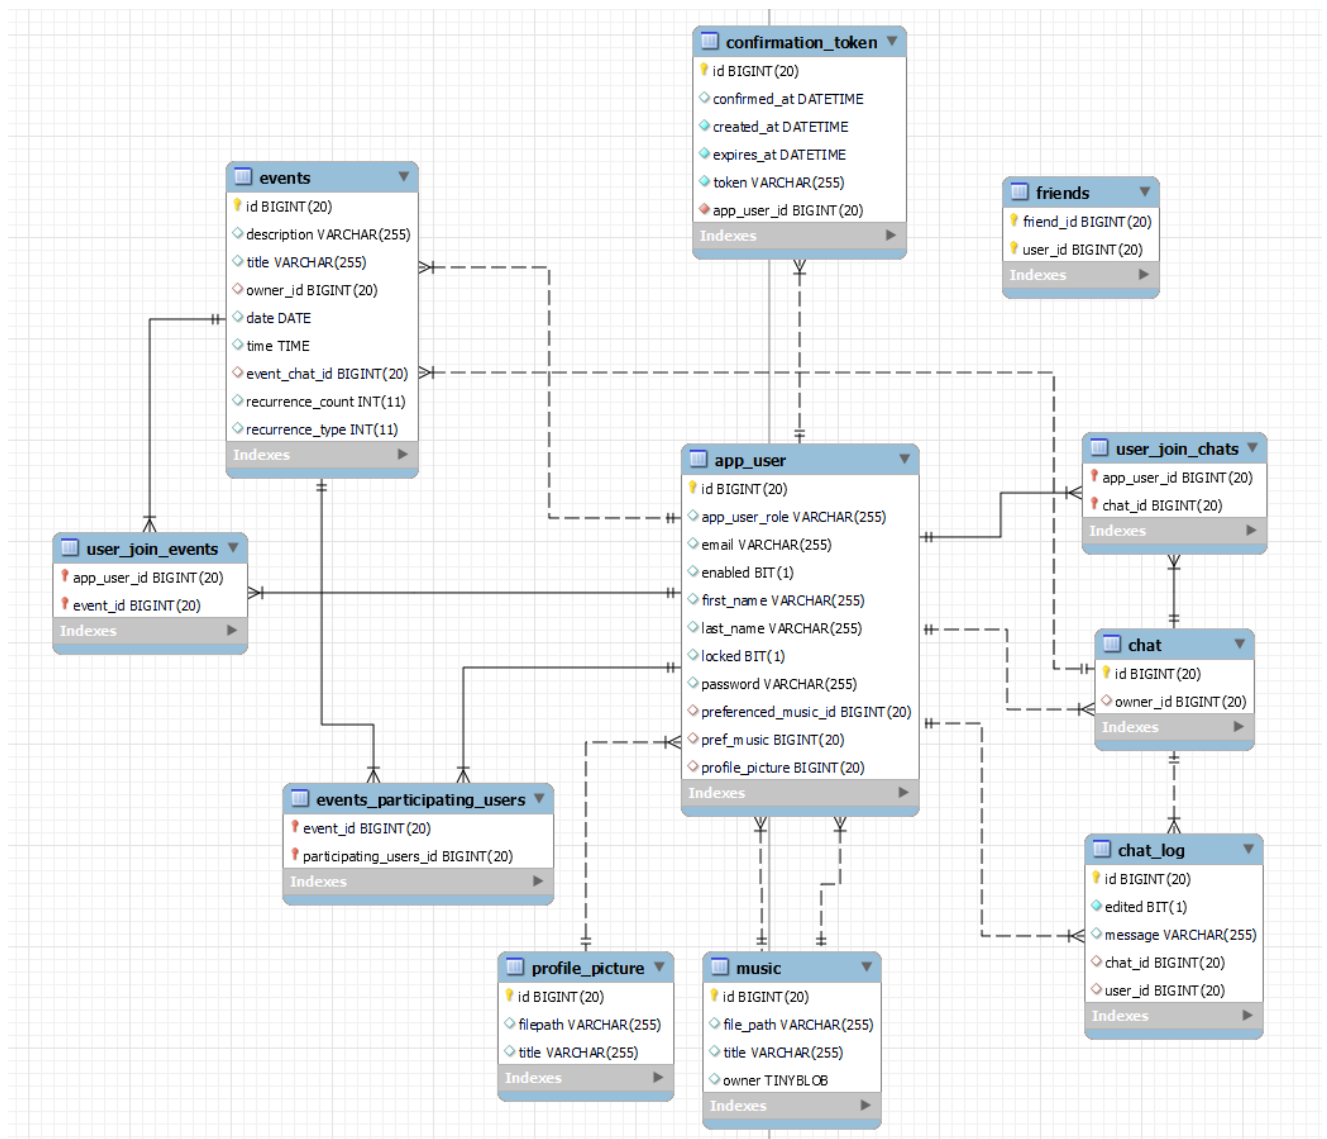 confirmation_token
id BIGINT(20)
confirmed_at DATETIME
created_at DATETIME
expires_at DATETIME
token VARCHAR(255)
app_user_id BIGINT(20)
Indexes
events
id BIGINT(20)
description VARCHAR(255)
title VARCHAR(255)
owner_id BIGINT(20)
date DATE
time TIME
event_chat_id BIGINT(20)
recurrence_count INT(11)
recurrence_type INT(11)
Indexes
friends
friend_id BIGINT(20)
user_id BIGINT(20)
Indexes
app_user
id BIGINT(20)
app_user_role VARCHAR(255)
email VARCHAR(255)
enabled BIT(1)
first_name VARCHAR(255)
last_name VARCHAR(255)
locked BIT(1)
password VARCHAR(255)
preferenced_music_id BIGINT(20)
pref_music BIGINT(20)
profile_picture BIGINT(20)
Indexes
user_join_chats
app_user_id BIGINT(20)
chat_id BIGINT(20)
Indexes
user_join_events
app_user_id BIGINT(20)
event_id BIGINT(20)
Indexes
chat
id BIGINT(20)
owner_id BIGINT(20)
Indexes
events_participating_users
event_id BIGINT(20)
participating_users_id BIGINT(20)
Indexes
chat_log
id BIGINT(20)
edited BIT(1)
message VARCHAR(255)
chat_id BIGINT(20)
user_id BIGINT(20)
Indexes
profile_picture
id BIGINT(20)
filepath VARCHAR(255)
title VARCHAR(255)
Indexes
music
id BIGINT(20)
file_path VARCHAR(255)
title VARCHAR(255)
owner TINYBLOB
Indexes